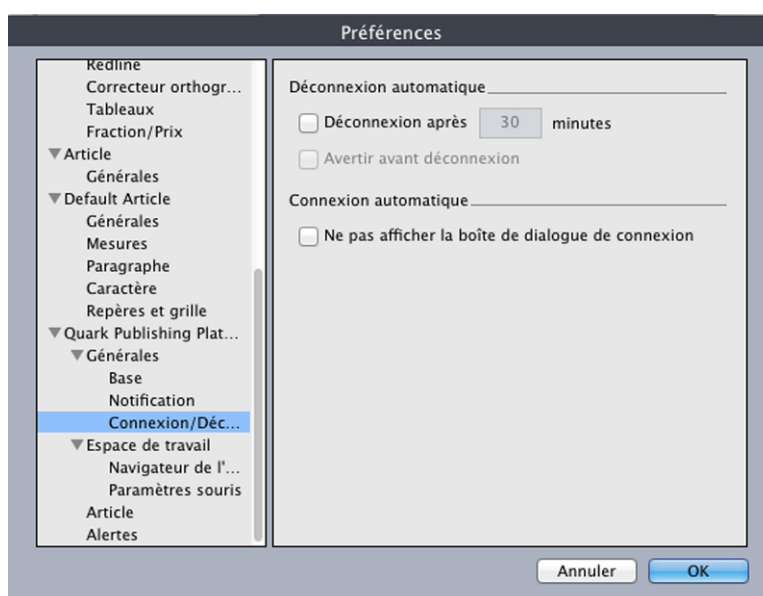 Préférences
Redline
Correcteur orthogr...
Tableaux
Fraction/Prix
Article
Générales
Default Article
Générales
Mesures
Paragraphe
Caractère
Repères et grille
Quark Publishing Plat...
Générales
Base
Notification
Connexion/Déc...
Espace de travail
Navigateur de l'...
Paramètres souris
Article
Alertes
Déconnexion automatique
Déconnexion après 30 minutes
Avertir avant déconnexion
Connexion automatique
Ne pas afficher la boîte de dialogue de connexion
Annuler OK